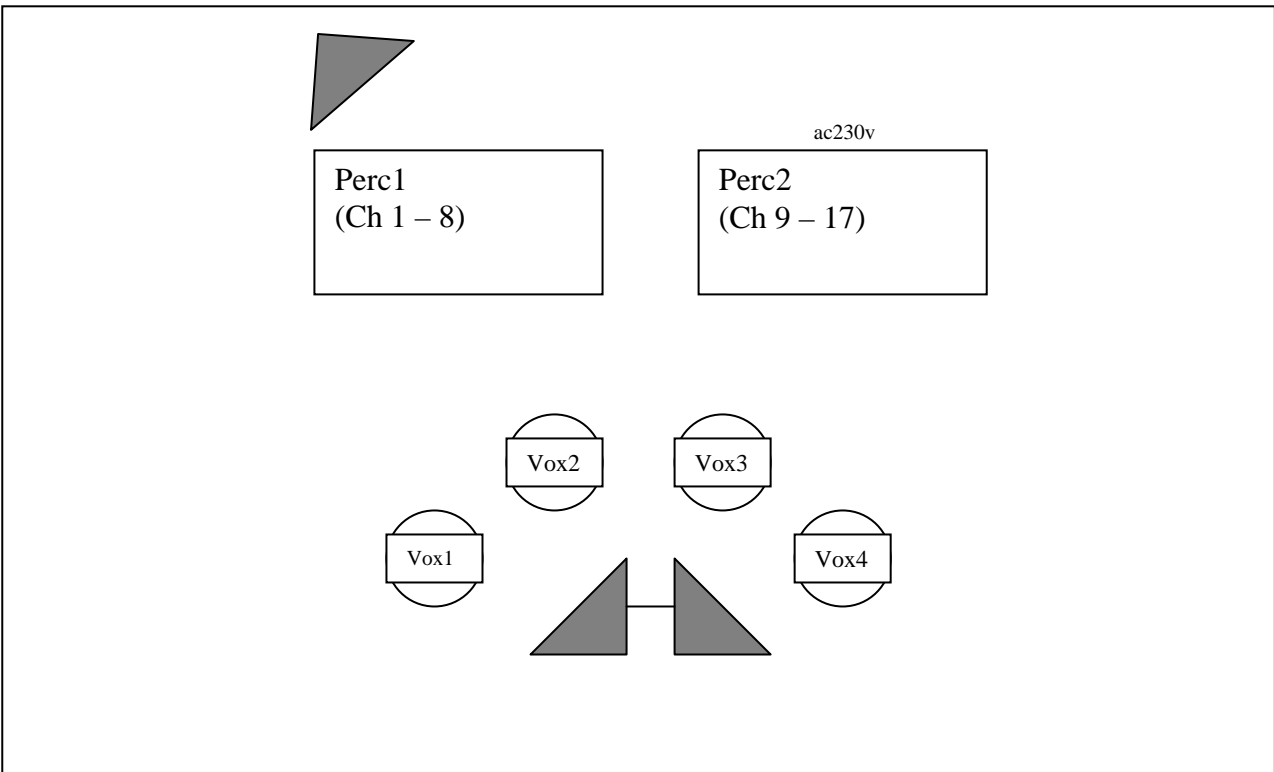 ac230v
Perc1
(Ch 1 – 8)
Perc2
(Ch 9 – 17)
Vox2
Vox3
Vox1
Vox4